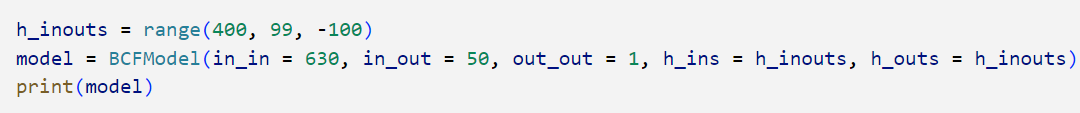 h_inouts = range(400, 99, -100)
model = BCFModel(in_in = 630, in_out = 50, out_out = 1, h_ins = h_inouts, h_outs = h_inouts)
print(model)